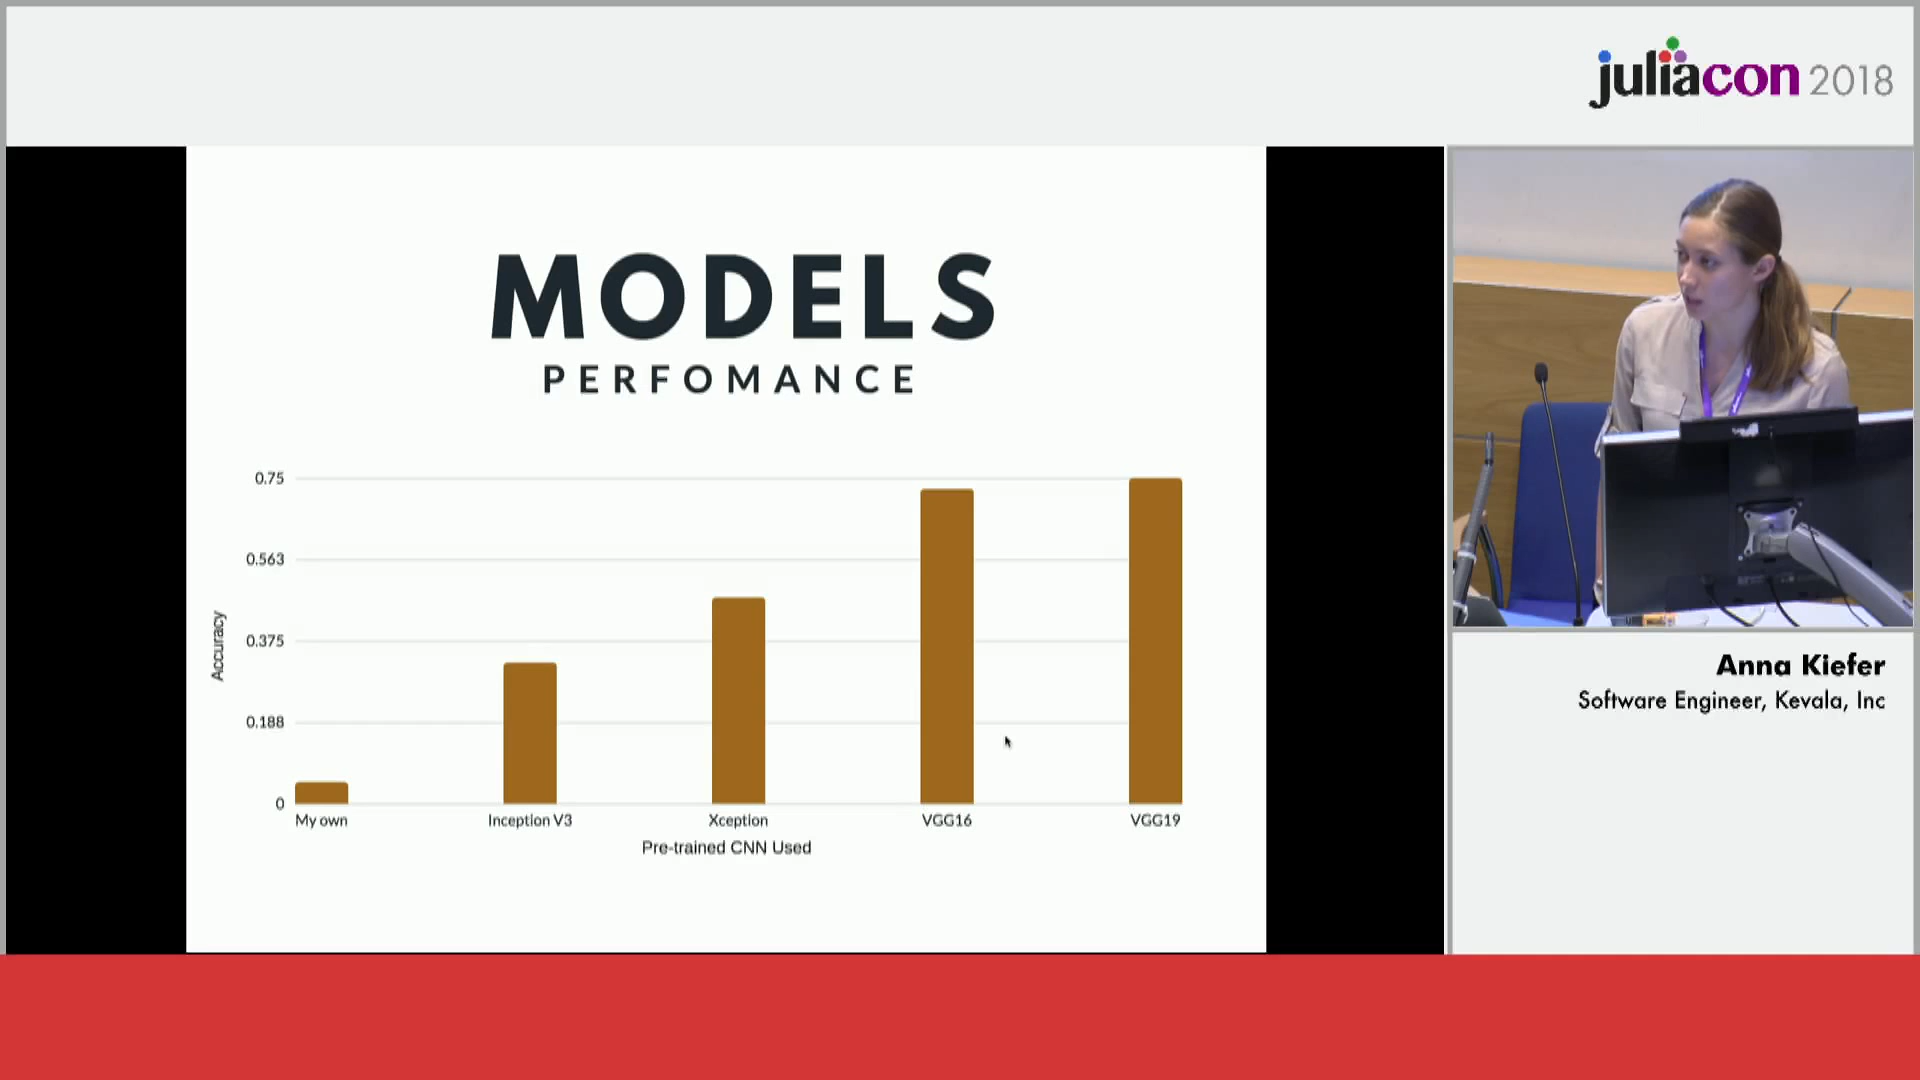 juliacon 2018
MODELS
PERFOMANCE
0.75
0.563
0.375
0.188
0
Accuracy
My own
Inception V3
Xception
VGG16
VGG19
Pre-trained CNN Used
Anna Kiefer
Software Engineer, Kevala, Inc